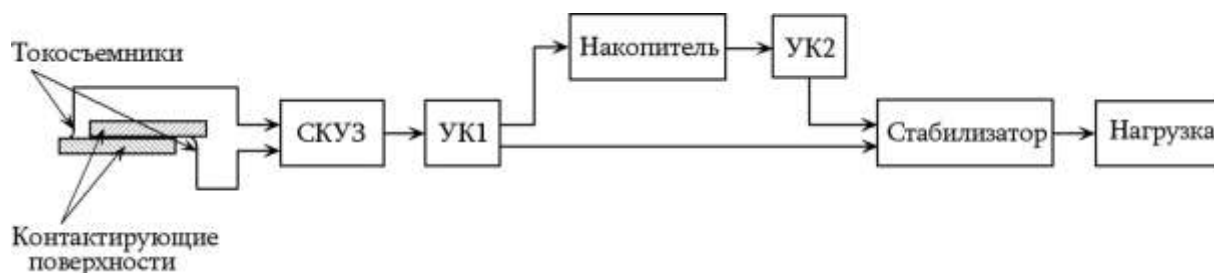 Токосъемники
Накопитель
УК2
СКУЗ
УК1
Стабилизатор
Нагрузка
Контактирующие
поверхности